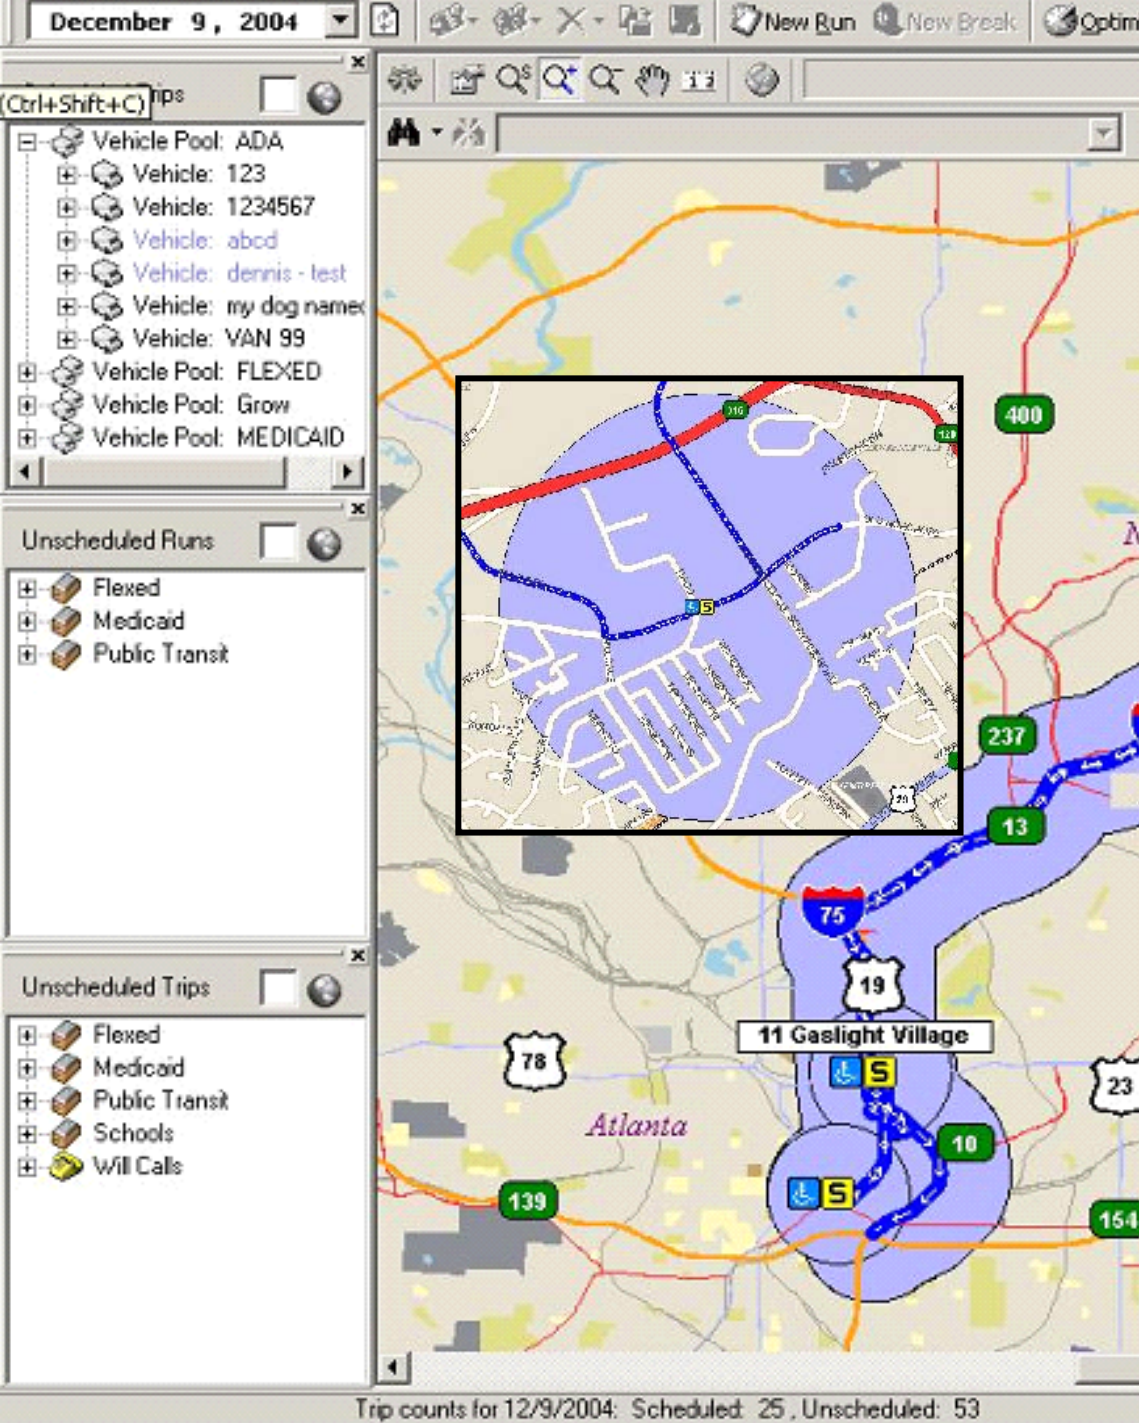 December 9, 2004
New Run
New Break
Optim
(Ctrl+Shift+C)
rips
Vehicle Pool: ADA
Vehicle: 123
Vehicle: 1234567
Vehicle: abcd
Vehicle: dennis - test
Vehicle: my dog named
Vehicle: VAN 99
Vehicle Pool: FLEXED
Vehicle Pool: Grow
Vehicle Pool: MEDICAID
Unscheduled Runs
Flexed
Medicaid
Public Transit
Unscheduled Trips
Flexed
Medicaid
Public Transit
Schools
Will Calls
400
316
120
S
29
237
13
75
19
11 Gaslight Village
S
78
23
Atlanta
10
S
139
154
Trip counts for 12/9/2004: Scheduled: 25, Unscheduled: 53